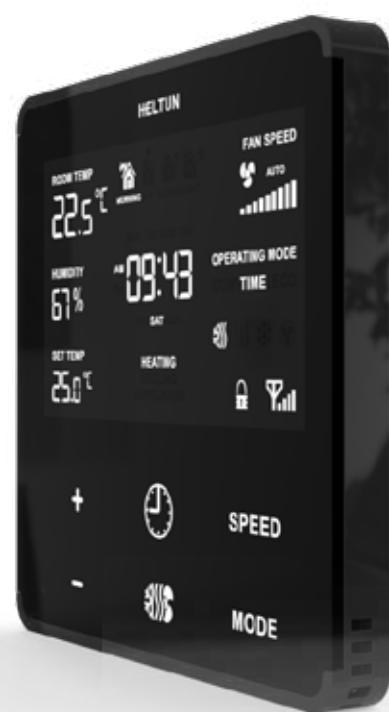 HELTUN
ROOM TEMP
22.5°C
MORNING
FAN SPEED
AUTO
HUMIDITY
67%
AM 09:43
SAT
OPERATING MODE
TIME
SET TEMP
25.0°C
HEATING
+
SPEED
-
MODE